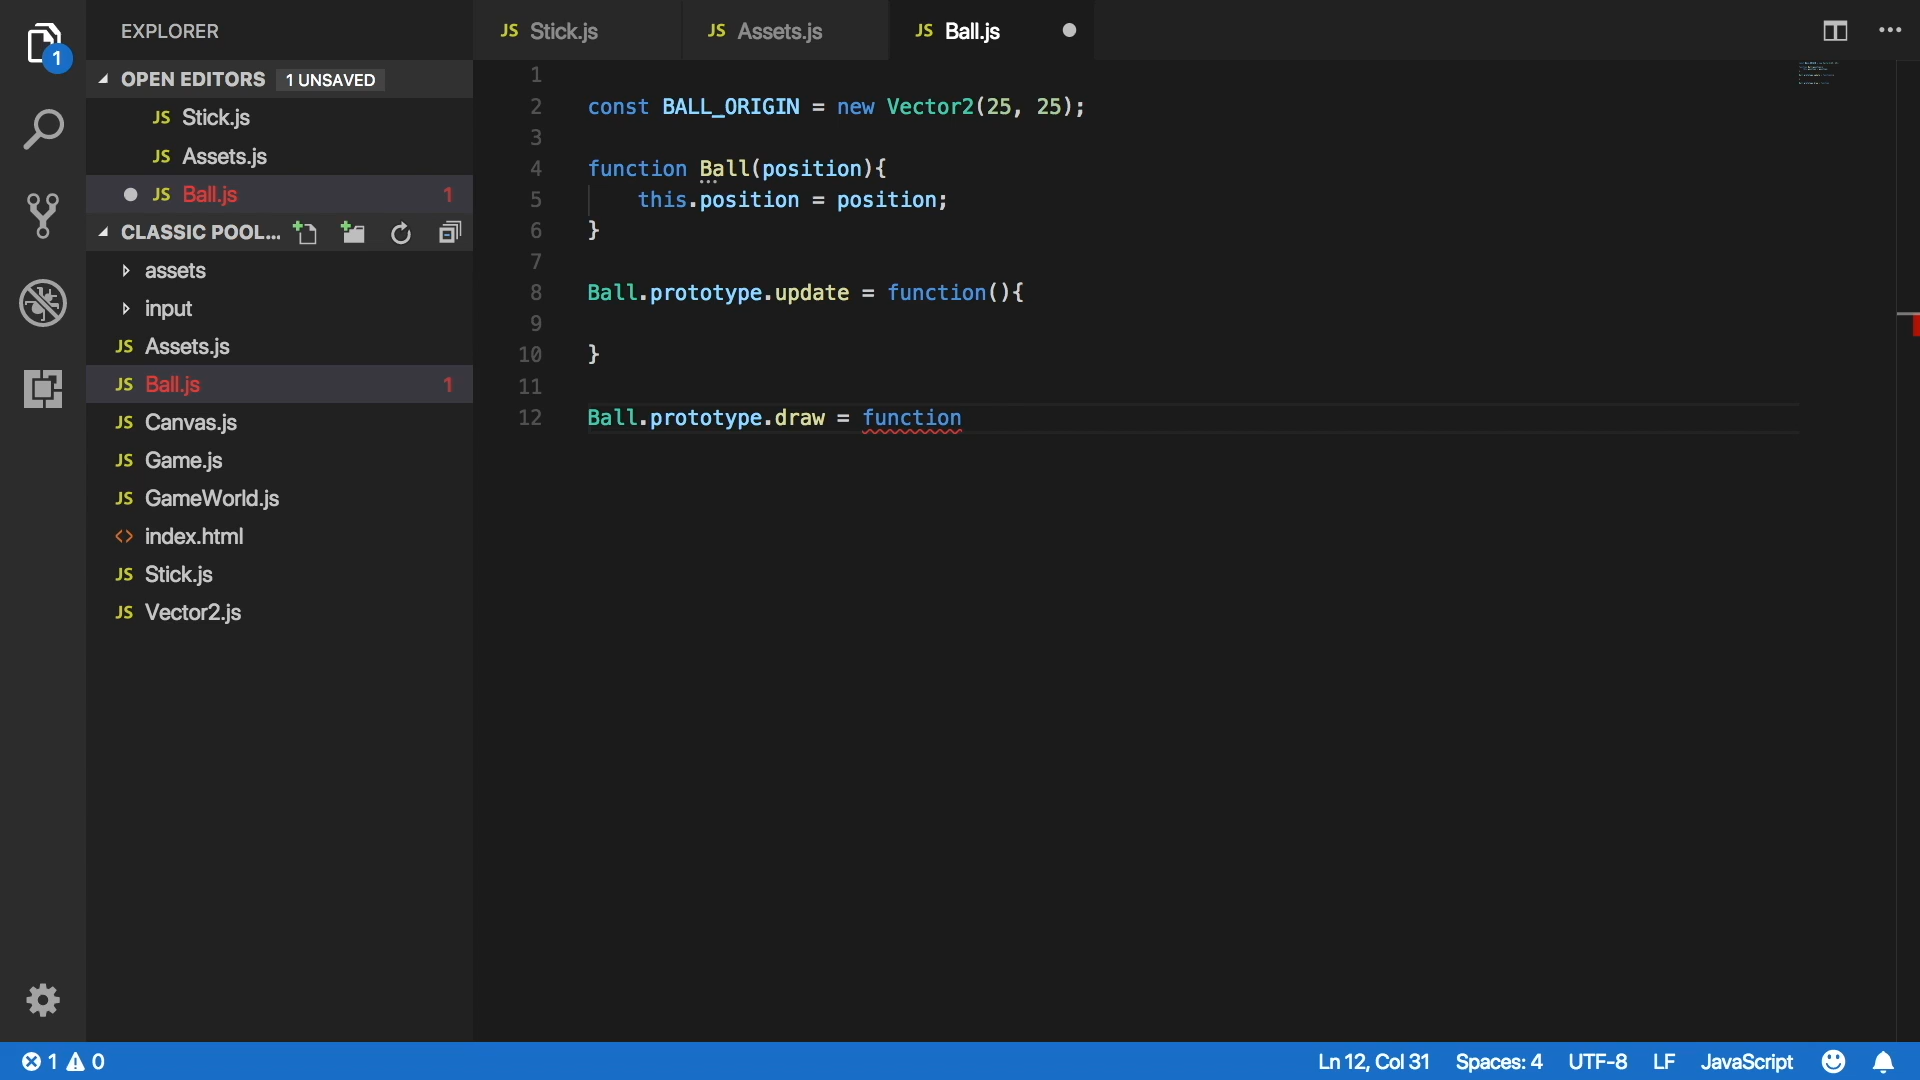 EXPLORER
1
OPEN EDITORS 1 UNSAVED
JS Stick.js
JS Assets.js
JS Ball.js 1
CLASSIC POOL...
assets
input
JS Assets.js
JS Ball.js 1
JS Canvas.js
JS Game.js
JS GameWorld.js
<> index.html
JS Stick.js
JS Vector2.js
JS Stick.js JS Assets.js JS Ball.js
1
2 const BALL_ORIGIN = new Vector2(25, 25);
3
4 function Ball(position){
5 this.position = position;
6 }
7
8 Ball.prototype.update = function(){
9
10 }
11
12 Ball.prototype.draw = function
1 0 Ln 12, Col 31 Spaces: 4 UTF-8 LF JavaScript